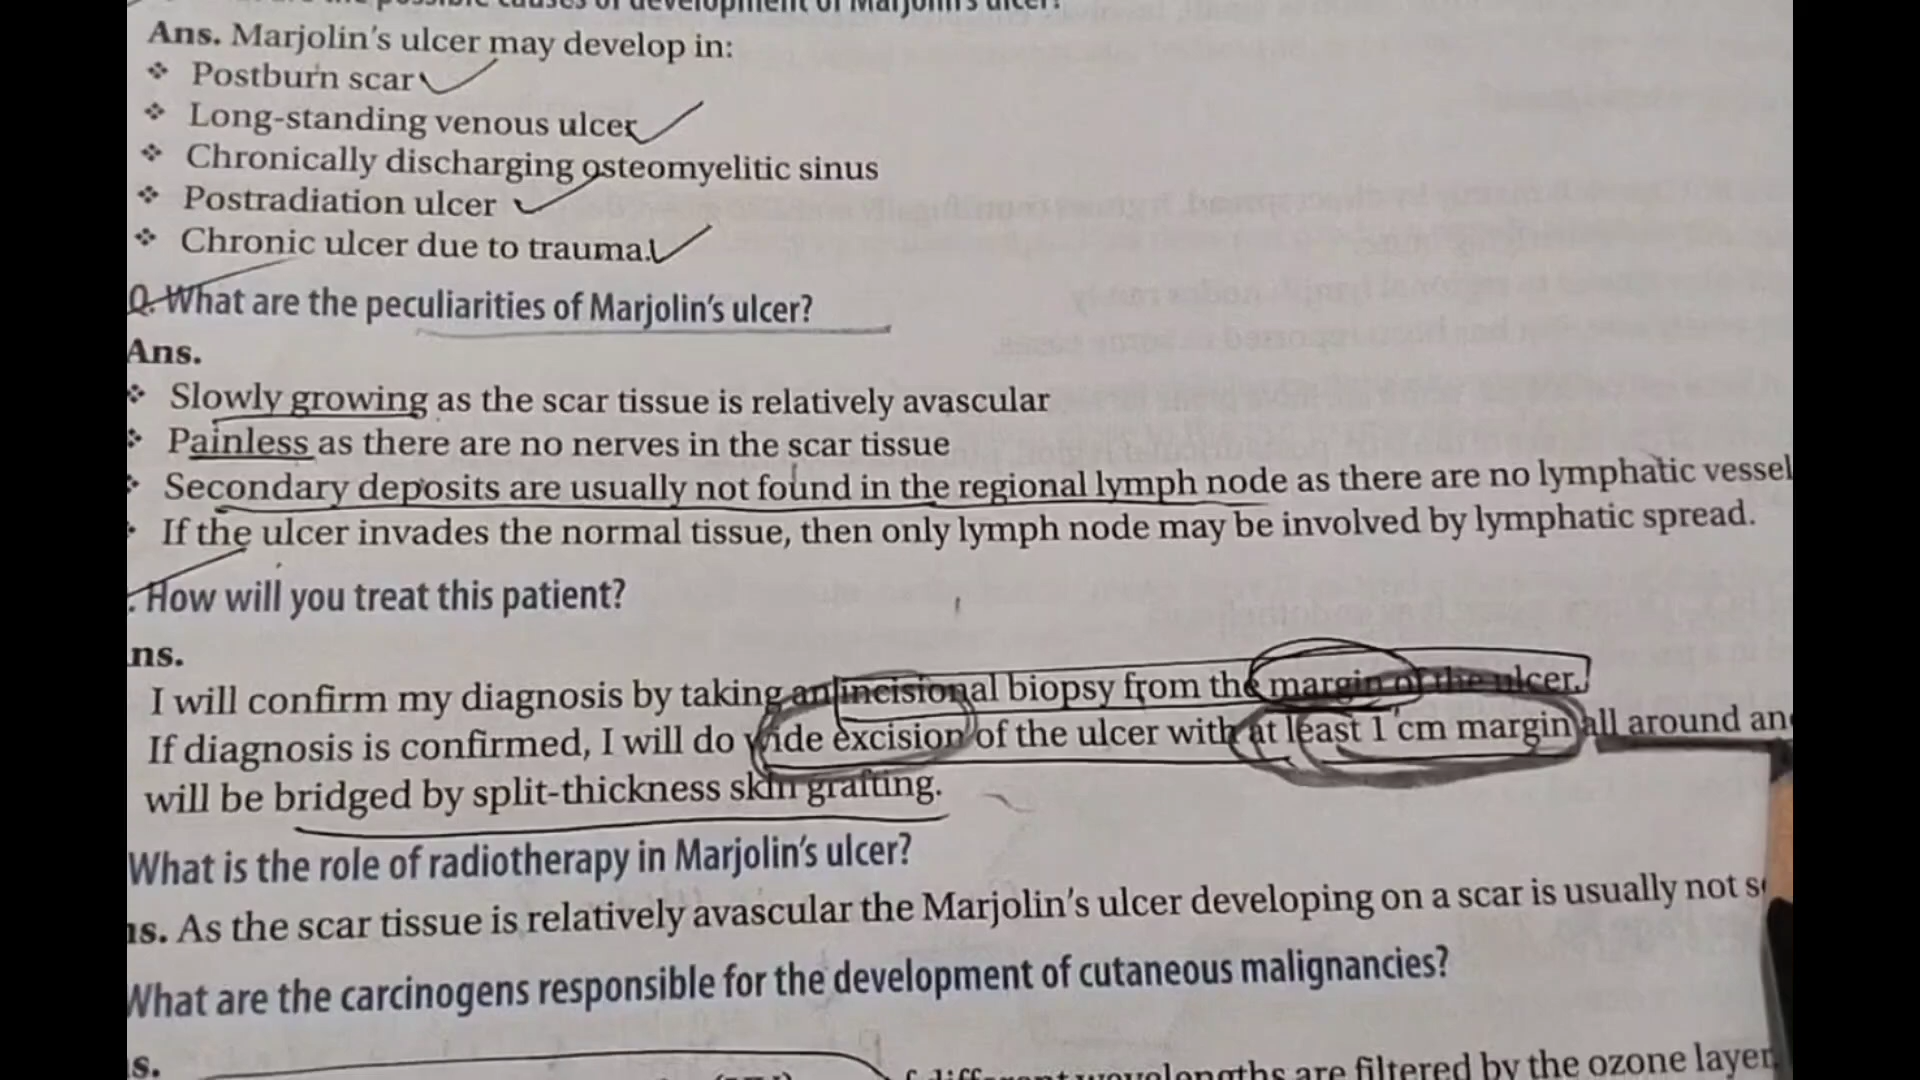 development of Marjolin's ulcer?
Ans. Marjolin's ulcer may develop in:
❖ Postburn scar
❖ Long-standing venous ulcer
❖ Chronically discharging osteomyelitic sinus
❖ Postradiation ulcer
❖ Chronic ulcer due to trauma.
Q. What are the peculiarities of Marjolin's ulcer?
Ans.
❖ Slowly growing as the scar tissue is relatively avascular
❖ Painless as there are no nerves in the scar tissue
❖ Secondary deposits are usually not found in the regional lymph node as there are no lymphatic vessel
❖ If the ulcer invades the normal tissue, then only lymph node may be involved by lymphatic spread.
. How will you treat this patient?
ns.
I will confirm my diagnosis by taking an incisional biopsy from the margin of the ulcer.
If diagnosis is confirmed, I will do wide excision of the ulcer with at least 1 cm margin all around an
will be bridged by split-thickness skin grafting.
What is the role of radiotherapy in Marjolin's ulcer?
ns. As the scar tissue is relatively avascular the Marjolin's ulcer developing on a scar is usually not s
What are the carcinogens responsible for the development of cutaneous malignancies?
s.
wavelengths are filtered by the ozone layer.